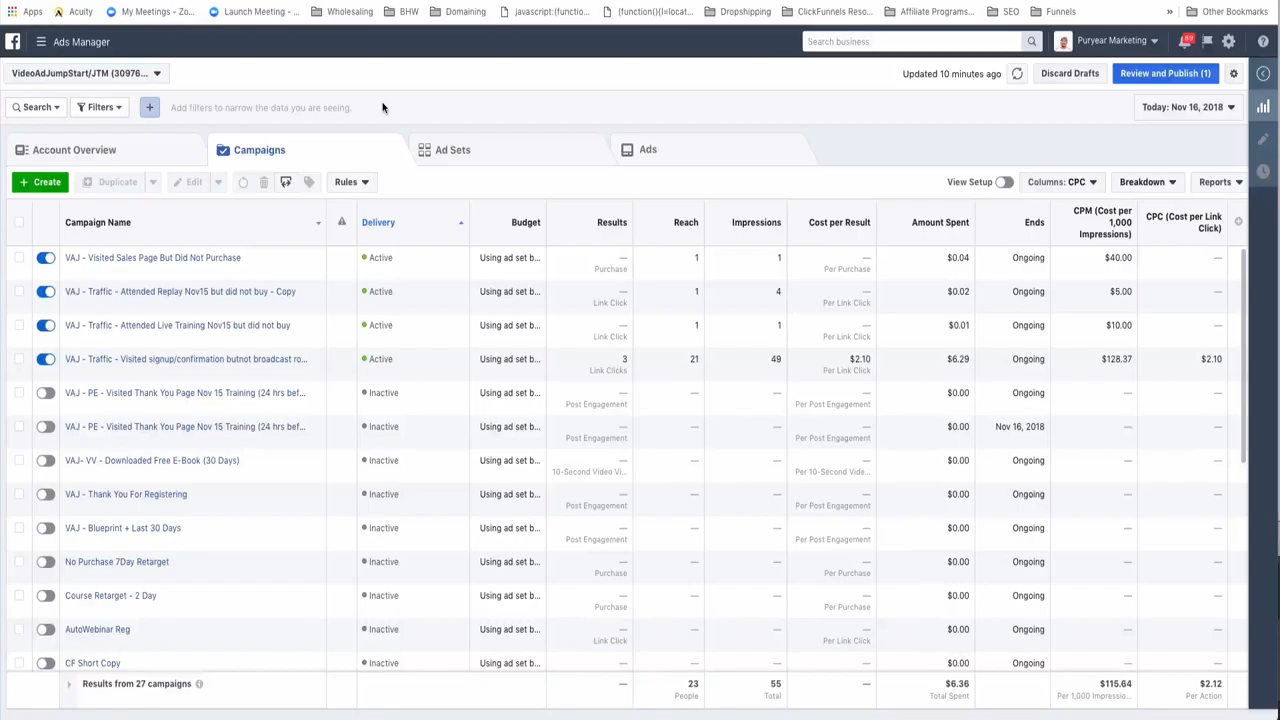 Apps Acuity My Meetings - Zo... Launch Meeting - ... Wholesaling BHW Domaining javascript:(functio... (function(){l=locat... Dropshipping ClickFunnels Reso... Affiliate Programs... SEO Funnels » Other Bookmarks
Ads Manager Search business Puryear Marketing 89
VideoAdJumpStart/JTM (30976... Updated 10 minutes ago Discard Drafts Review and Publish (1)
Search Filters + Add filters to narrow the data you are seeing. Today: Nov 16, 2018
Account Overview Campaigns Ad Sets Ads
+ Create Duplicate Edit Rules View Setup Columns: CPC Breakdown Reports
Campaign Name Delivery Budget Results Reach Impressions Cost per Result Amount Spent Ends CPM (Cost per 1,000 Impressions) CPC (Cost per Link Click)
VAJ - Visited Sales Page But Did Not Purchase Active Using ad set b... — 1 1 — $0.04 Ongoing $40.00 —
Purchase Per Purchase
VAJ - Traffic - Attended Replay Nov15 but did not buy - Copy Active Using ad set b... — 1 4 — $0.02 Ongoing $5.00 —
Link Click Per Link Click
VAJ - Traffic - Attended Live Training Nov15 but did not buy Active Using ad set b... — 1 1 — $0.01 Ongoing $10.00 —
Link Click Per Link Click
VAJ - Traffic - Visited signup/confirmation butnot broadcast ro... Active Using ad set b... 3 21 49 $2.10 $6.29 Ongoing $128.37 $2.10
Link Clicks Per Link Click
VAJ - PE - Visited Thank You Page Nov 15 Training (24 hrs bef... Inactive Using ad set b... — — — — $0.00 Ongoing — —
Post Engagement Per Post Engagement
VAJ - PE - Visited Thank You Page Nov 15 Training (24 hrs bef... Inactive Using ad set b... — — — — $0.00 Nov 16, 2018 — —
Post Engagement Per Post Engagement
VAJ- VV - Downloaded Free E-Book (30 Days) Inactive Using ad set b... — — — — $0.00 Ongoing — —
10-Second Video Vi... Per 10-Second Vide...
VAJ - Thank You For Registering Inactive Using ad set b... — — — — $0.00 Ongoing — —
Post Engagement Per Post Engagement
VAJ - Blueprint + Last 30 Days Inactive Using ad set b... — — — — $0.00 Ongoing — —
Post Engagement Per Post Engagement
No Purchase 7Day Retarget Inactive Using ad set b... — — — — $0.00 Ongoing — —
Purchase Per Purchase
Course Retarget - 2 Day Inactive Using ad set b... — — — — $0.00 Ongoing — —
Purchase Per Purchase
AutoWebinar Reg Inactive Using ad set b... — — — — $0.00 Ongoing — —
Link Click Per Link Click
CF Short Copy Inactive Using ad set b... — — — — $0.00 Ongoing — —
Results from 27 campaigns — 23 55 — $6.36 $115.64 $2.12
People Total Total Spent Per 1,000 Impressio... Per Action